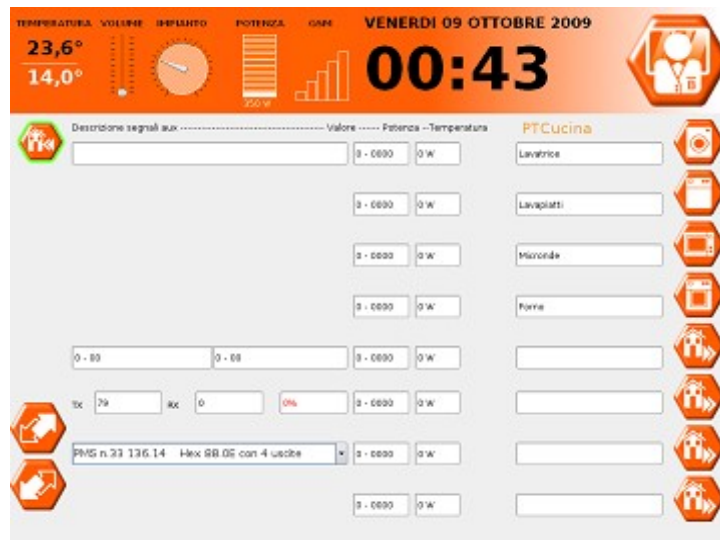 TEMPERATURA VOLUME IMPIANTO POTENZA GSM VENERDI 09 OTTOBRE 2009
23,6°
14,0°
00:43
350 W
Descrizione segnali aux ------------------------------------ Valore ------ Potenza --Temperatura PTCucina
0 - 0000 0 W Lavatrice
0 - 0000 0 W Lavapiatti
0 - 0000 0 W Microonde
0 - 0000 0 W Forno
0 - 00 0 - 00 0 - 0000 0 W
Tx 79 Rx 0 0% 0 - 0000 0 W
PMS n.33 136.14 Hex 88.0E con 4 uscite 0 - 0000 0 W
0 - 0000 0 W